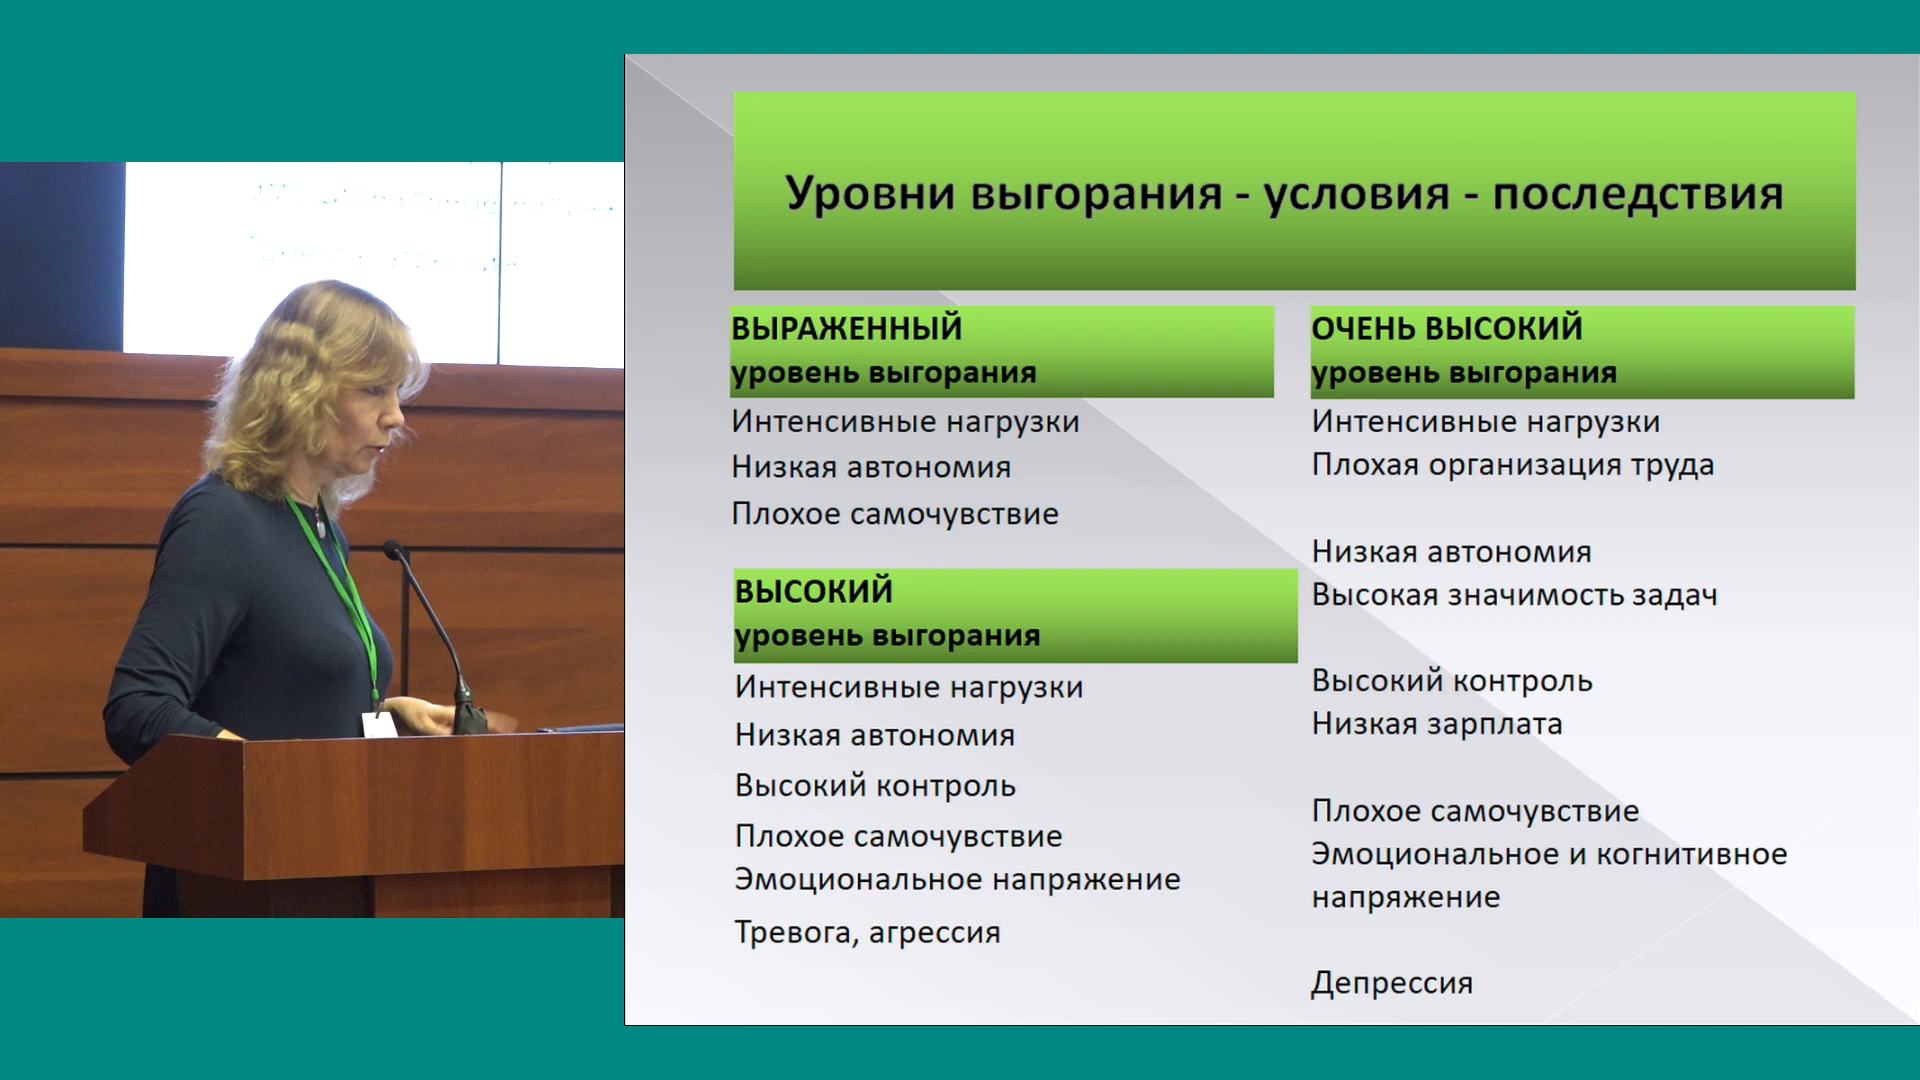 Уровни выгорания - условия - последствия
ВЫРАЖЕННЫЙ
уровень выгорания
Интенсивные нагрузки
Низкая автономия
Плохое самочувствие
ВЫСОКИЙ
уровень выгорания
Интенсивные нагрузки
Низкая автономия
Высокий контроль
Плохое самочувствие
Эмоциональное напряжение
Тревога, агрессия
ОЧЕНЬ ВЫСОКИЙ
уровень выгорания
Интенсивные нагрузки
Плохая организация труда
Низкая автономия
Высокая значимость задач
Высокий контроль
Низкая зарплата
Плохое самочувствие
Эмоциональное и когнитивное
напряжение
Депрессия